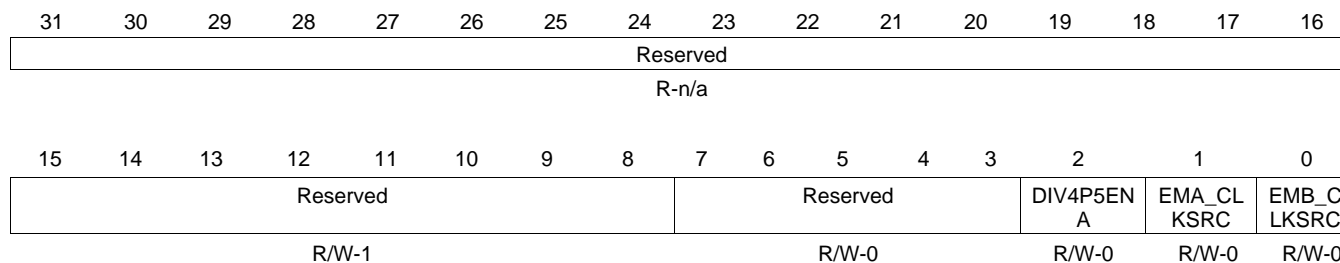 31 30 29 28 27 26 25 24 23 22 21 20 19 18 17 16
Reserved
R-n/a
15 14 13 12 11 10 9 8 7 6 5 4 3 2 1 0
Reserved Reserved DIV4P5EN EMA_CL EMB_C
A KSRC LKSRC
R/W-1 R/W-0 R/W-0 R/W-0 R/W-0